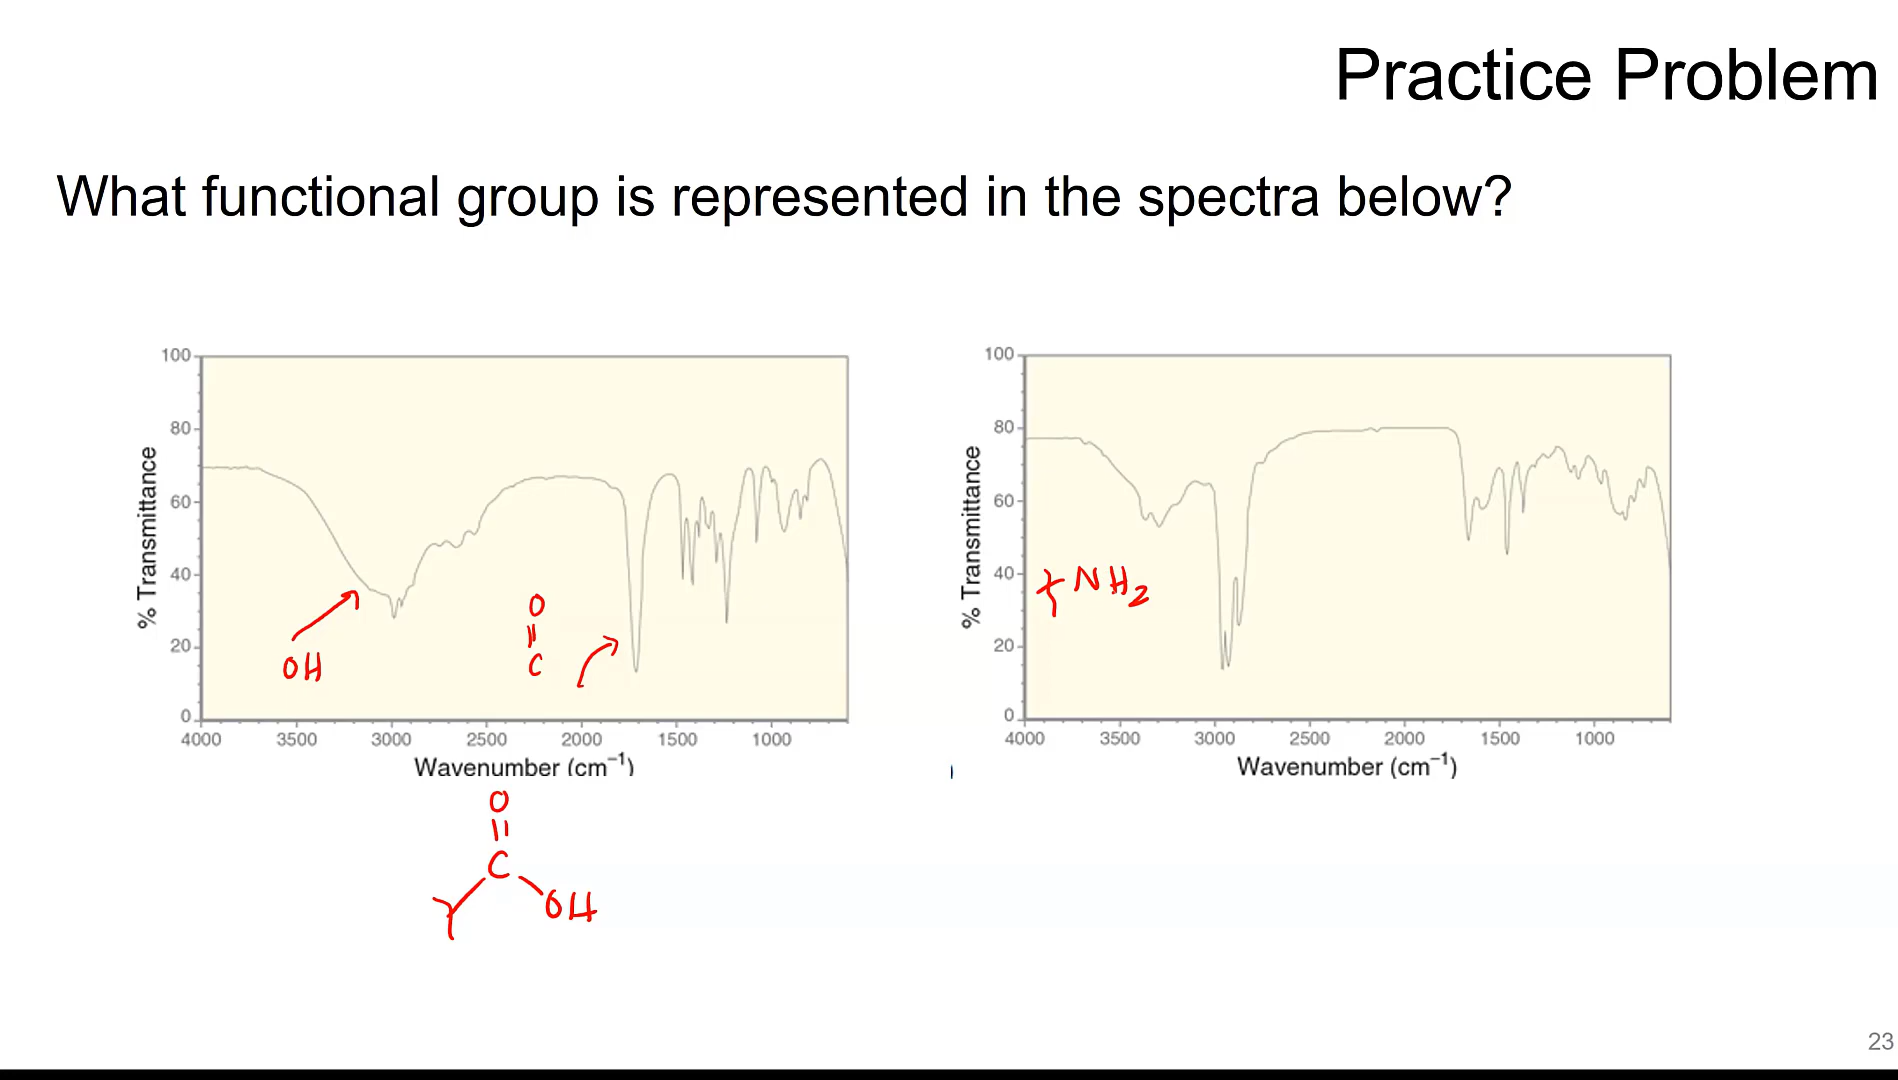 Practice Problem
What functional group is represented in the spectra below?
100
80
60
40
20
0
% Transmittance
4000 3500 3000 2500 2000 1500 1000
Wavenumber (cm⁻¹)
OH
O
C
O
C
OH
100
80
60
40
20
0
% Transmittance
4000 3500 3000 2500 2000 1500 1000
Wavenumber (cm⁻¹)
NH₂
23